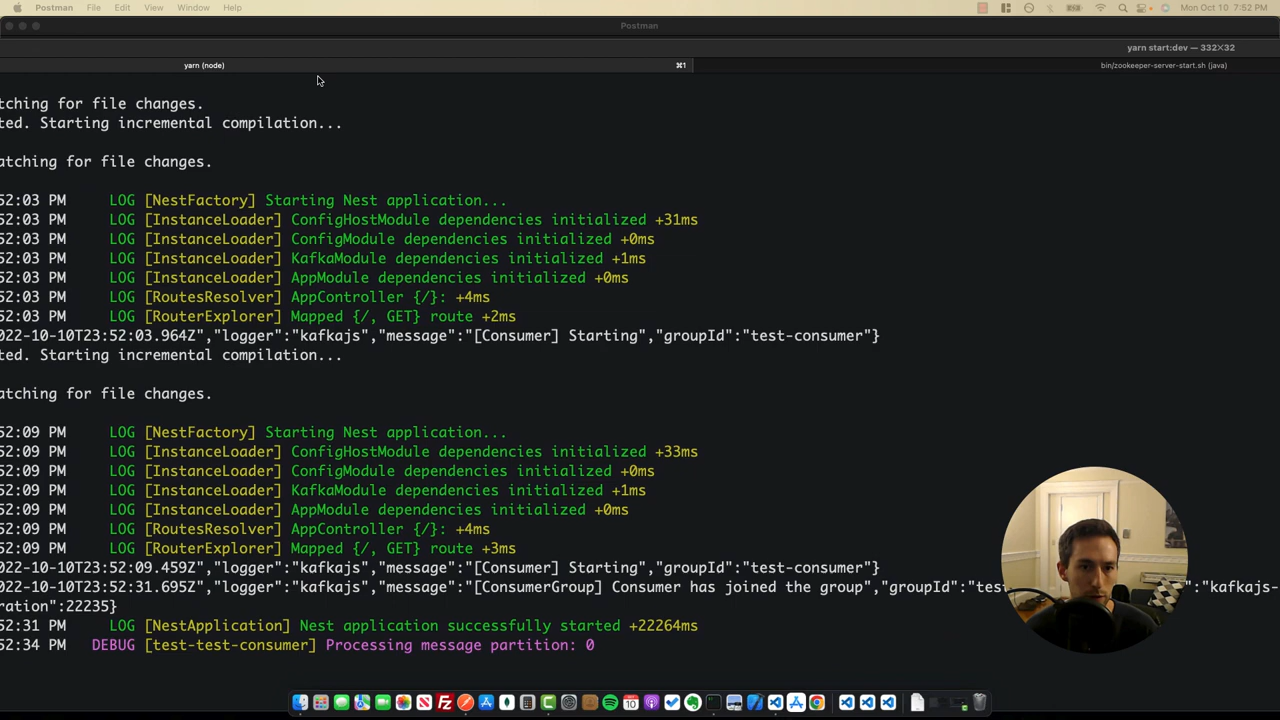 Postman File Edit View Window Help Mon Oct 10 7:52 PM
Postman
yarn start:dev — 332×32
yarn (node) ⌘1 bin/zookeeper-server-start.sh (java)
tching for file changes.
ted. Starting incremental compilation...
atching for file changes.
52:03 PM LOG [NestFactory] Starting Nest application...
52:03 PM LOG [InstanceLoader] ConfigHostModule dependencies initialized +31ms
52:03 PM LOG [InstanceLoader] ConfigModule dependencies initialized +0ms
52:03 PM LOG [InstanceLoader] KafkaModule dependencies initialized +1ms
52:03 PM LOG [InstanceLoader] AppModule dependencies initialized +0ms
52:03 PM LOG [RoutesResolver] AppController {/}: +4ms
52:03 PM LOG [RouterExplorer] Mapped {/, GET} route +2ms
022-10-10T23:52:03.964Z","logger":"kafkajs","message":"[Consumer] Starting","groupId":"test-consumer"}
ted. Starting incremental compilation...
atching for file changes.
52:09 PM LOG [NestFactory] Starting Nest application...
52:09 PM LOG [InstanceLoader] ConfigHostModule dependencies initialized +33ms
52:09 PM LOG [InstanceLoader] ConfigModule dependencies initialized +0ms
52:09 PM LOG [InstanceLoader] KafkaModule dependencies initialized +1ms
52:09 PM LOG [InstanceLoader] AppModule dependencies initialized +0ms
52:09 PM LOG [RoutesResolver] AppController {/}: +4ms
52:09 PM LOG [RouterExplorer] Mapped {/, GET} route +3ms
022-10-10T23:52:09.459Z","logger":"kafkajs","message":"[Consumer] Starting","groupId":"test-consumer"}
022-10-10T23:52:31.695Z","logger":"kafkajs","message":"[ConsumerGroup] Consumer has joined the group","groupId":"tes ":"kafkajs-
ration":22235}
52:31 PM LOG [NestApplication] Nest application successfully started +22264ms
52:34 PM DEBUG [test-test-consumer] Processing message partition: 0